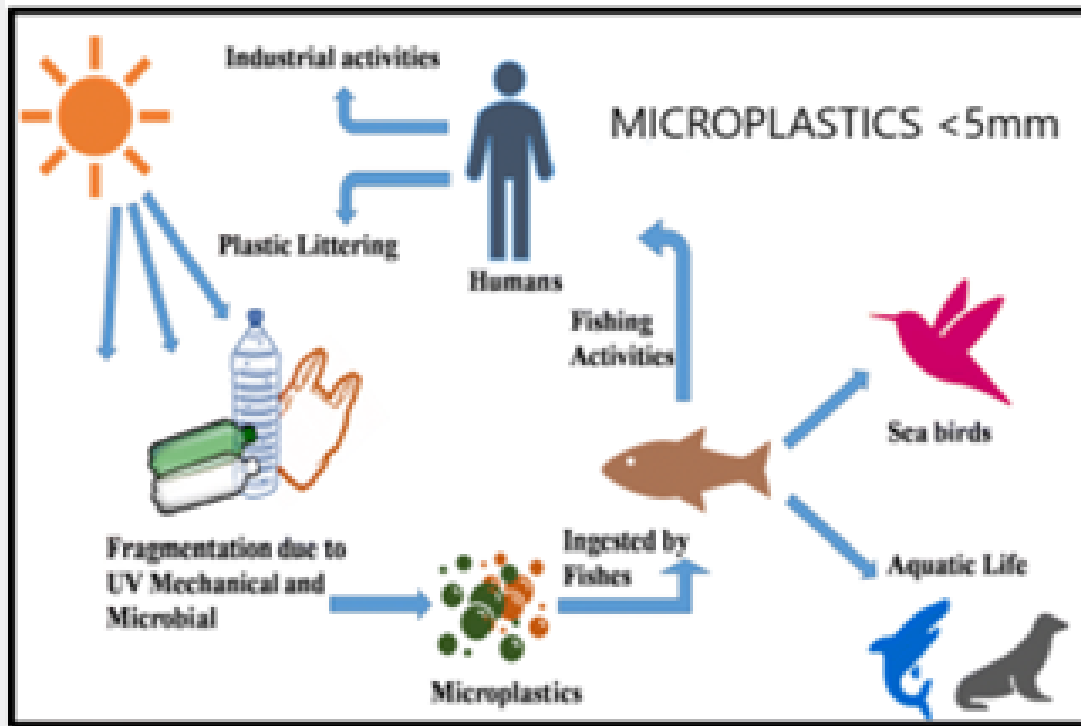 Industrial activities
MICROPLASTICS <5mm
Plastic Littering
Humans
Fishing
Activities
Sea birds
Fragmentation due to
UV Mechanical and
Microbial
Ingested by
Fishes
Aquatic Life
Microplastics